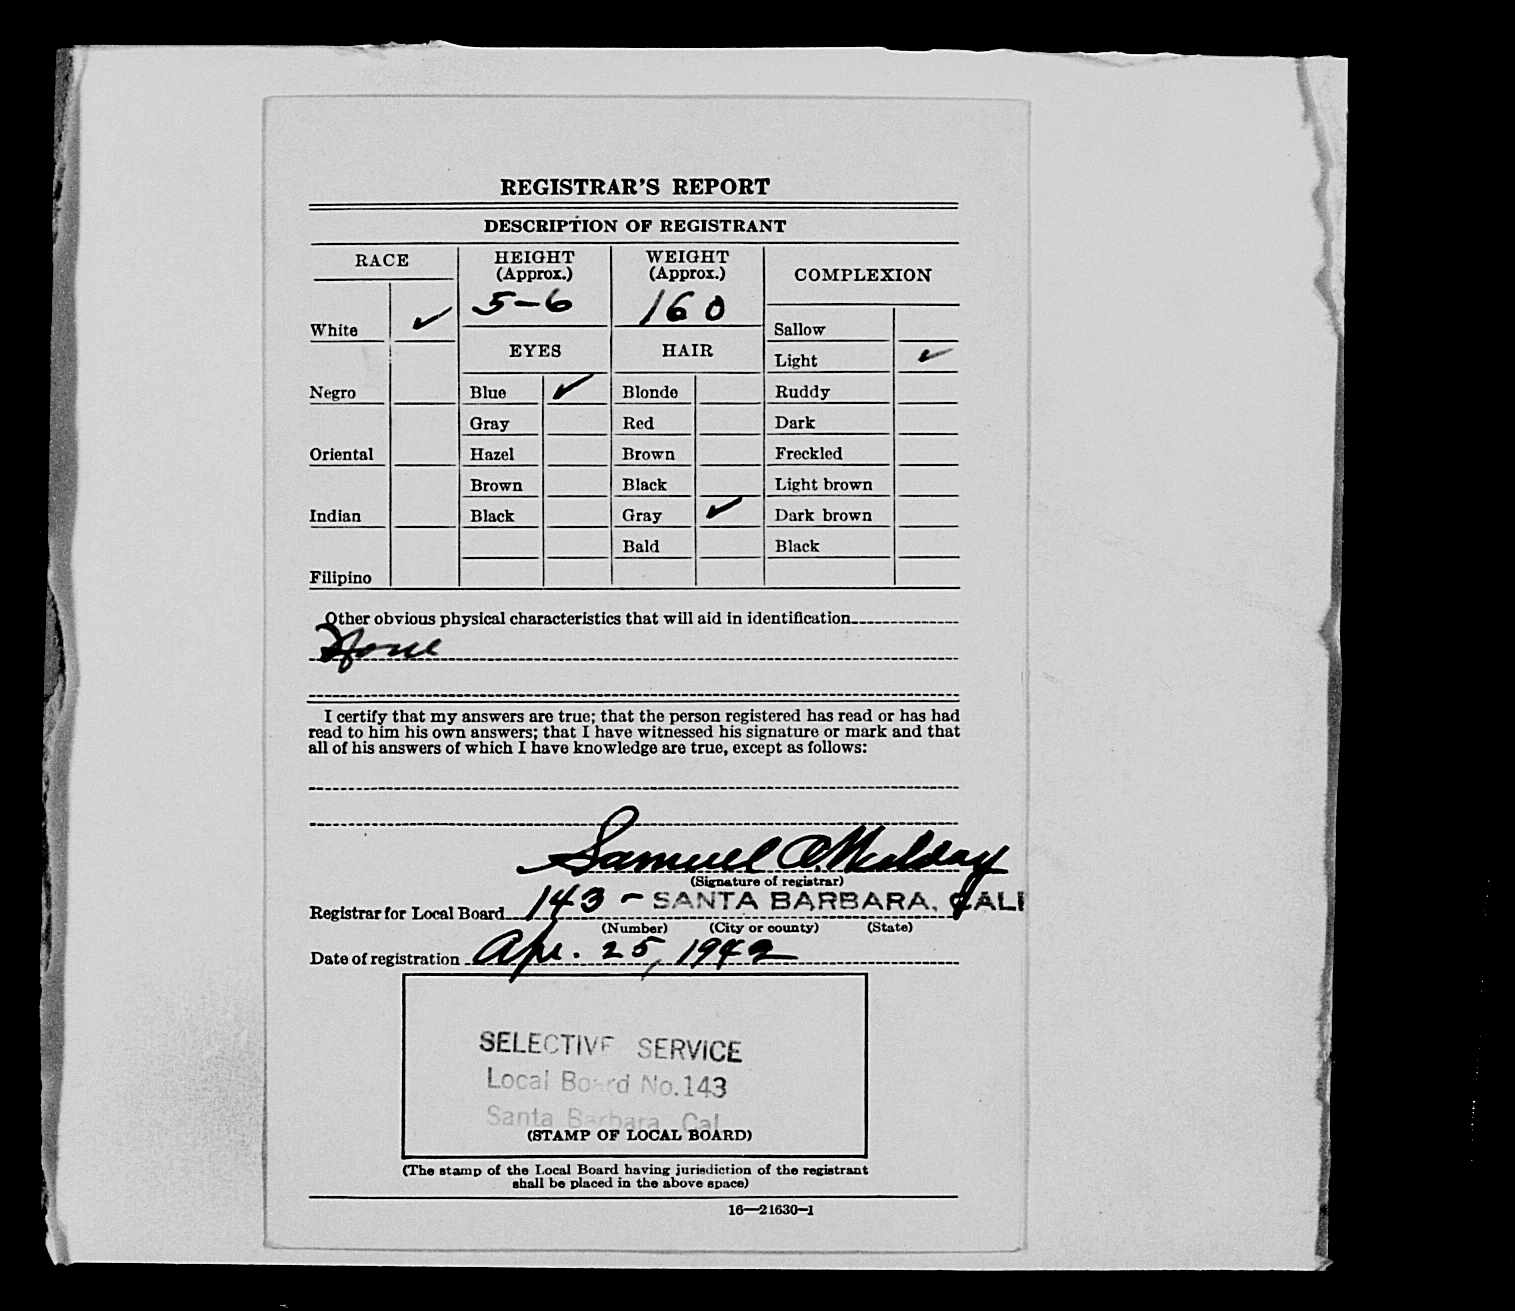 REGISTRAR'S REPORT
DESCRIPTION OF REGISTRANT
RACE
HEIGHT
(Approx.)
5-6
WEIGHT
(Approx.)
160
COMPLEXION
White ✓
Sallow
EYES
HAIR
Light ✓
Negro
Blue ✓
Blonde
Ruddy
Gray
Red
Dark
Oriental
Hazel
Brown
Freckled
Brown
Black
Light brown
Indian
Black
Gray ✓
Dark brown
Bald
Black
Filipino
Other obvious physical characteristics that will aid in identification
None
I certify that my answers are true; that the person registered has read or has had
read to him his own answers; that I have witnessed his signature or mark and that
all of his answers of which I have knowledge are true, except as follows:
Samuel
(Signature of registrar)
Registrar for Local Board 143 - SANTA BARBARA, CALI
(Number) (City or county) (State)
Date of registration Apr. 25, 1942
SELECTIVE SERVICE
Local Board No.143
Santa Barbara, Cal
(STAMP OF LOCAL BOARD)
(The stamp of the Local Board having jurisdiction of the registrant
shall be placed in the above space)
16—21630-1